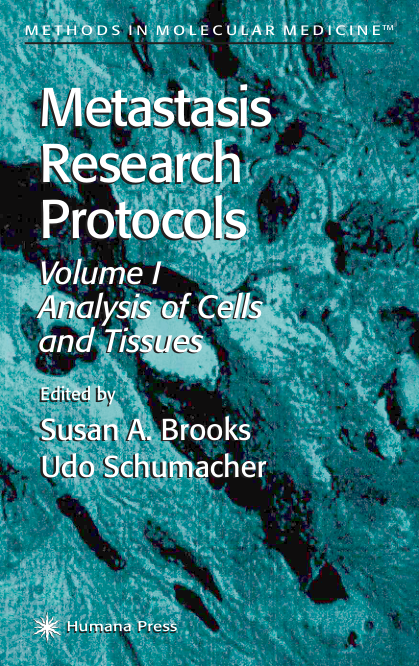 METHODS IN MOLECULAR MEDICINE™
Metastasis
Research
Protocols
Volume I
Analysis of Cells
and Tissues
Edited by
Susan A. Brooks
Udo Schumacher
Humana Press